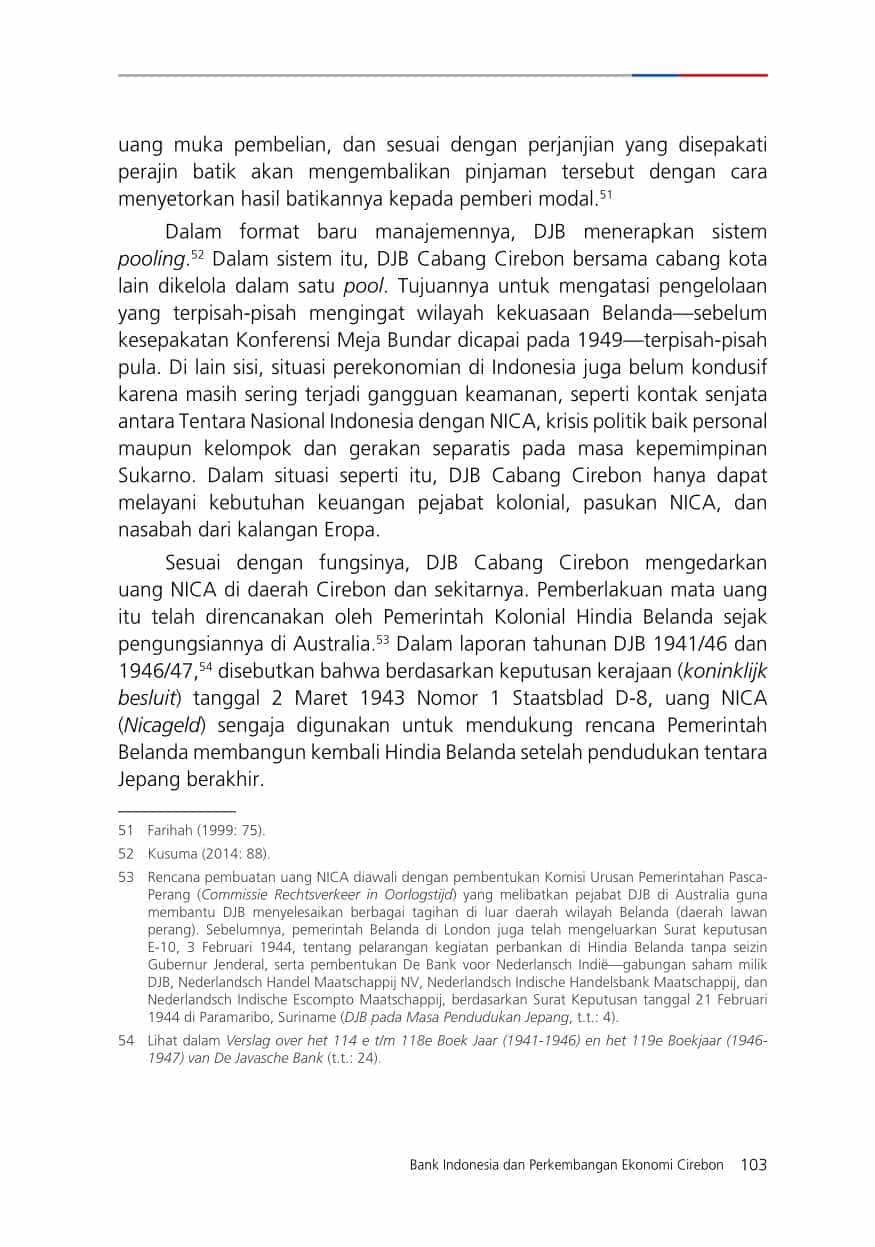 uang muka pembelian, dan sesuai dengan perjanjian yang disepakati
perajin batik akan mengembalikan pinjaman tersebut dengan cara
menyetorkan hasil batikannya kepada pemberi modal.51
Dalam format baru manajemennya, DJB menerapkan sistem
pooling.52 Dalam sistem itu, DJB Cabang Cirebon bersama cabang kota
lain dikelola dalam satu pool. Tujuannya untuk mengatasi pengelolaan
yang terpisah-pisah mengingat wilayah kekuasaan Belanda—sebelum
kesepakatan Konferensi Meja Bundar dicapai pada 1949—terpisah-pisah
pula. Di lain sisi, situasi perekonomian di Indonesia juga belum kondusif
karena masih sering terjadi gangguan keamanan, seperti kontak senjata
antara Tentara Nasional Indonesia dengan NICA, krisis politik baik personal
maupun kelompok dan gerakan separatis pada masa kepemimpinan
Sukarno. Dalam situasi seperti itu, DJB Cabang Cirebon hanya dapat
melayani kebutuhan keuangan pejabat kolonial, pasukan NICA, dan
nasabah dari kalangan Eropa.
Sesuai dengan fungsinya, DJB Cabang Cirebon mengedarkan
uang NICA di daerah Cirebon dan sekitarnya. Pemberlakuan mata uang
itu telah direncanakan oleh Pemerintah Kolonial Hindia Belanda sejak
pengungsiannya di Australia.53 Dalam laporan tahunan DJB 1941/46 dan
1946/47,54 disebutkan bahwa berdasarkan keputusan kerajaan (koninklijk
besluit) tanggal 2 Maret 1943 Nomor 1 Staatsblad D-8, uang NICA
(Nicageld) sengaja digunakan untuk mendukung rencana Pemerintah
Belanda membangun kembali Hindia Belanda setelah pendudukan tentara
Jepang berakhir.
51 Farihah (1999: 75).
52 Kusuma (2014: 88).
53 Rencana pembuatan uang NICA diawali dengan pembentukan Komisi Urusan Pemerintahan Pasca-
Perang (Commissie Rechtsverkeer in Oorlogstijd) yang melibatkan pejabat DJB di Australia guna
membantu DJB menyelesaikan berbagai tagihan di luar daerah wilayah Belanda (daerah lawan
perang). Sebelumnya, pemerintah Belanda di London juga telah mengeluarkan Surat keputusan
E-10, 3 Februari 1944, tentang pelarangan kegiatan perbankan di Hindia Belanda tanpa seizin
Gubernur Jenderal, serta pembentukan De Bank voor Nederlansch Indië—gabungan saham milik
DJB, Nederlandsch Handel Maatschappij NV, Nederlandsch Indische Handelsbank Maatschappij, dan
Nederlandsch Indische Escompto Maatschappij, berdasarkan Surat Keputusan tanggal 21 Februari
1944 di Paramaribo, Suriname (DJB pada Masa Pendudukan Jepang, t.t.: 4).
54 Lihat dalam Verslag over het 114 e t/m 118e Boek Jaar (1941-1946) en het 119e Boekjaar (1946-
1947) van De Javasche Bank (t.t.: 24).
Bank Indonesia dan Perkembangan Ekonomi Cirebon 103